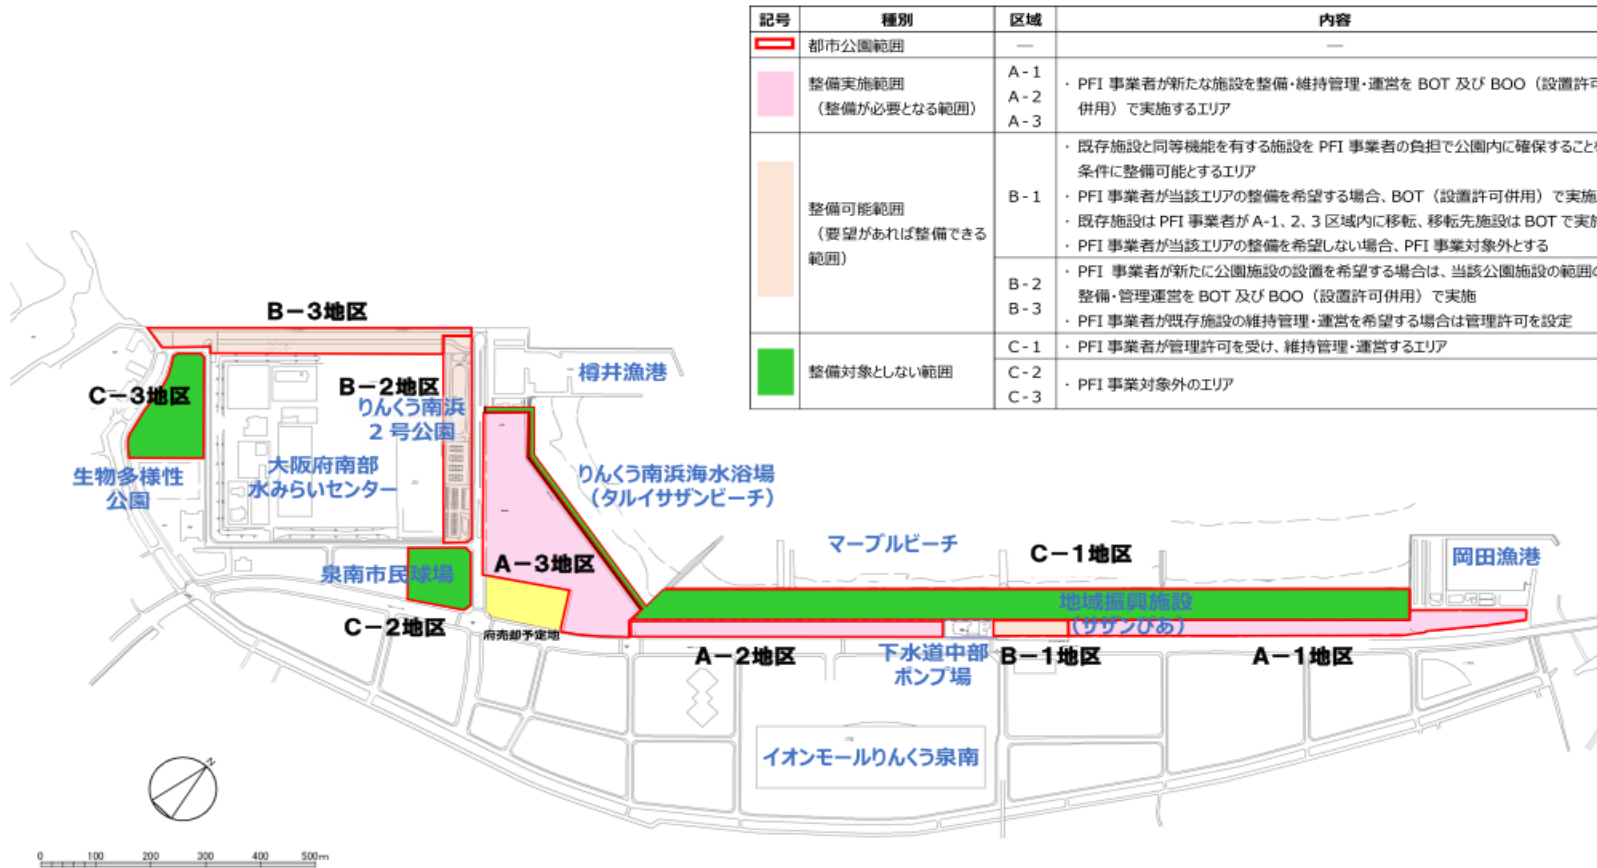 記号 種別 区域 内容
都市公園範囲 ― ―
整備実施範囲
(整備が必要となる範囲)
A-1
A-2
A-3
・ PFI 事業者が新たな施設を整備・維持管理・運営を BOT 及び BOO(設置許可
併用)で実施するエリア
整備可能範囲
(要望があれば整備できる
範囲)
B-1
・ 既存施設と同等機能を有する施設を PFI 事業者の負担で公園内に確保することを
条件に整備可能とするエリア
・ PFI 事業者が当該エリアの整備を希望する場合、BOT(設置許可併用)で実施
・ 既存施設は PFI 事業者が A-1、2、3 区域内に移転、移転先施設は BOT で実施
・ PFI 事業者が当該エリアの整備を希望しない場合、PFI 事業対象外とする
B-2
B-3
・ PFI 事業者が新たに公園施設の設置を希望する場合は、当該公園施設の範囲の
整備・管理運営を BOT 及び BOO(設置許可併用)で実施
・ PFI 事業者が既存施設の維持管理・運営を希望する場合は管理許可を設定
整備対象としない範囲
C-1
・ PFI 事業者が管理許可を受け、維持管理・運営するエリア
C-2
C-3
・ PFI 事業対象外のエリア
B-3地区
C-3地区
B-2地区
りんくう南浜
2号公園
樽井漁港
生物多様性
公園
大阪府南部
水みらいセンター
りんくう南浜海水浴場
(タルイサザンビーチ)
マーブルビーチ
C-1地区
岡田漁港
A-3地区
泉南市民球場
地域振興施設
(サザンぴあ)
C-2地区
府売却予定地
A-2地区
下水道中部
ポンプ場
B-1地区
A-1地区
イオンモールりんくう泉南
N
0 100 200 300 400 500m